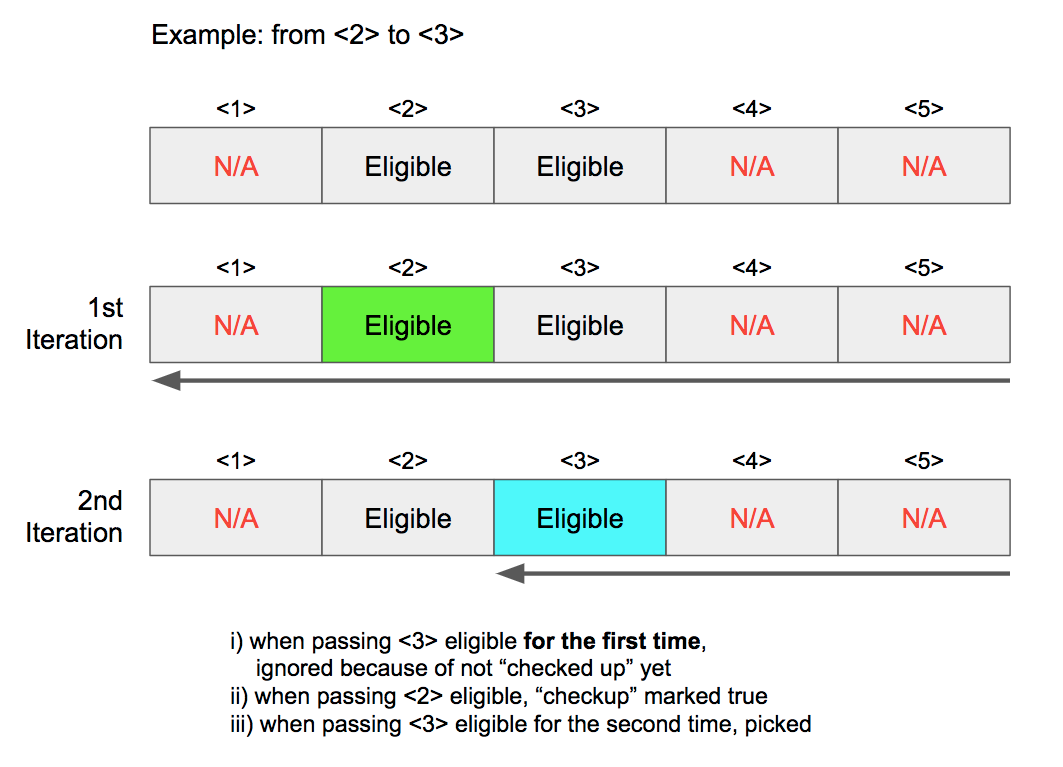 Example: from <2> to <3>
<1> <2> <3> <4> <5>
N/A Eligible Eligible N/A N/A
<1> <2> <3> <4> <5>
1st
Iteration
N/A Eligible Eligible N/A N/A
<1> <2> <3> <4> <5>
2nd
Iteration
N/A Eligible Eligible N/A N/A
i) when passing <3> eligible for the first time,
ignored because of not “checked up” yet
ii) when passing <2> eligible, “checkup” marked true
iii) when passing <3> eligible for the second time, picked